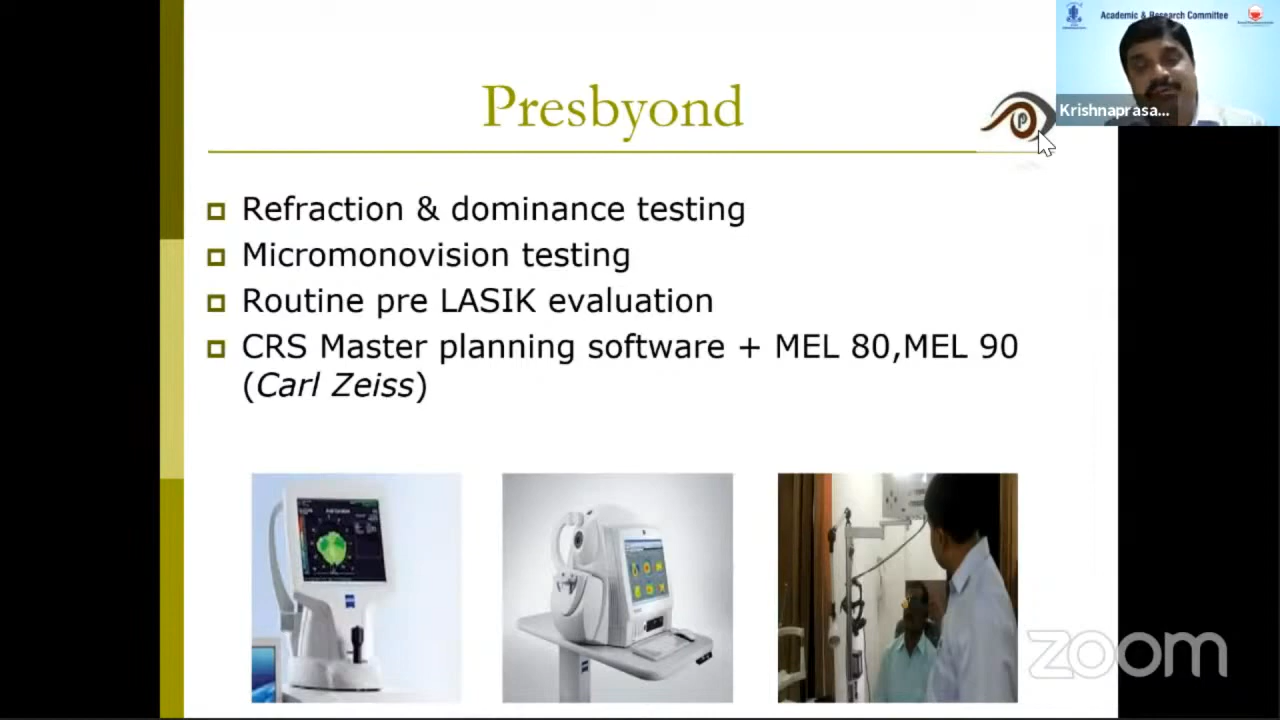 Academic & Research Committee
Krishnaprasa...
Presbyond
Refraction & dominance testing
Micromonovision testing
Routine pre LASIK evaluation
CRS Master planning software + MEL 80,MEL 90
(Carl Zeiss)
zoom